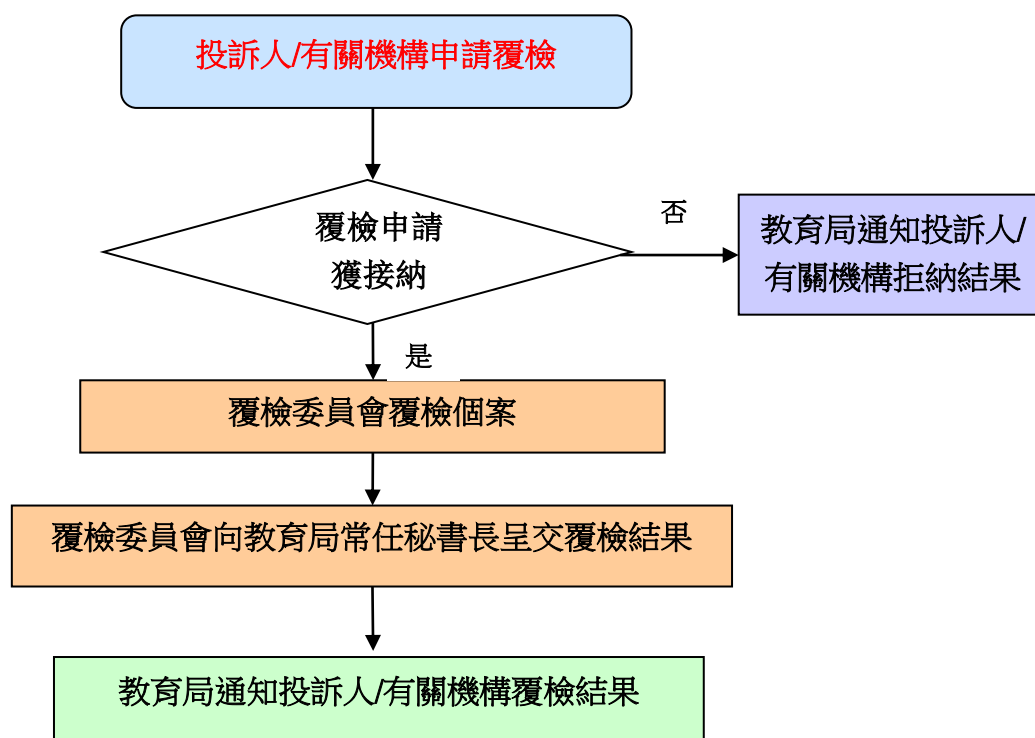 投訴人/有關機構申請覆檢
覆檢申請
獲接納
否
教育局通知投訴人/
有關機構拒納結果
是
覆檢委員會覆檢個案
覆檢委員會向教育局常任秘書長呈交覆檢結果
教育局通知投訴人/有關機構覆檢結果